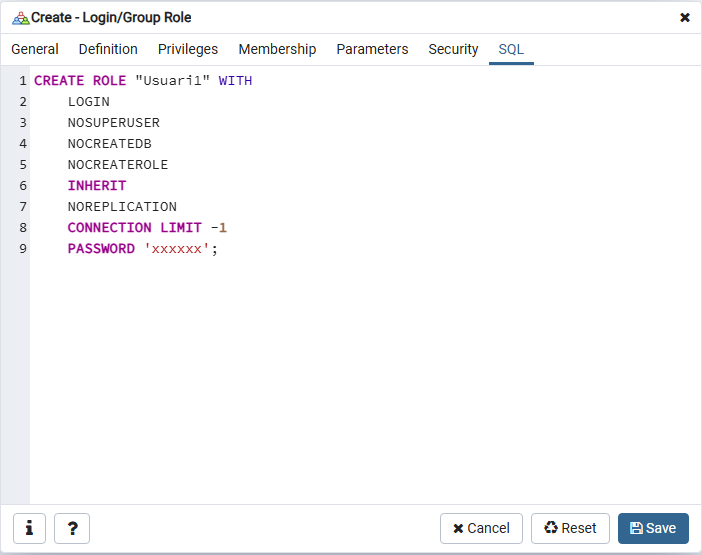 Create - Login/Group Role
General Definition Privileges Membership Parameters Security SQL
1 CREATE ROLE "Usuari1" WITH
2 LOGIN
3 NOSUPERUSER
4 NOCREATEDB
5 NOCREATEROLE
6 INHERIT
7 NOREPLICATION
8 CONNECTION LIMIT -1
9 PASSWORD 'xxxxxx';
i ? Cancel Reset Save